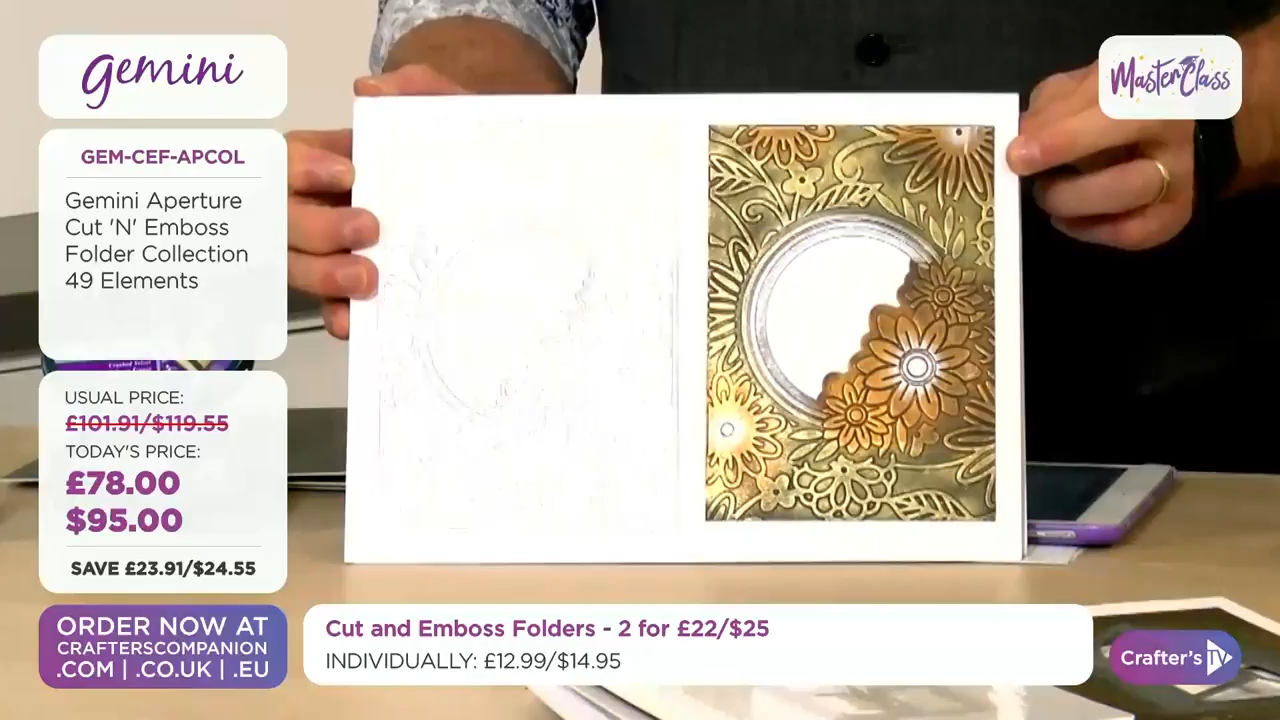 gemini
MasterClass
GEM-CEF-APCOL
Gemini Aperture
Cut 'N' Emboss
Folder Collection
49 Elements
USUAL PRICE:
£101.91/$119.55
TODAY'S PRICE:
£78.00
$95.00
SAVE £23.91/$24.55
ORDER NOW AT
CRAFTERSCOMPANION
.COM | .CO.UK | .EU
Cut and Emboss Folders - 2 for £22/$25
INDIVIDUALLY: £12.99/$14.95
Crafter's TV